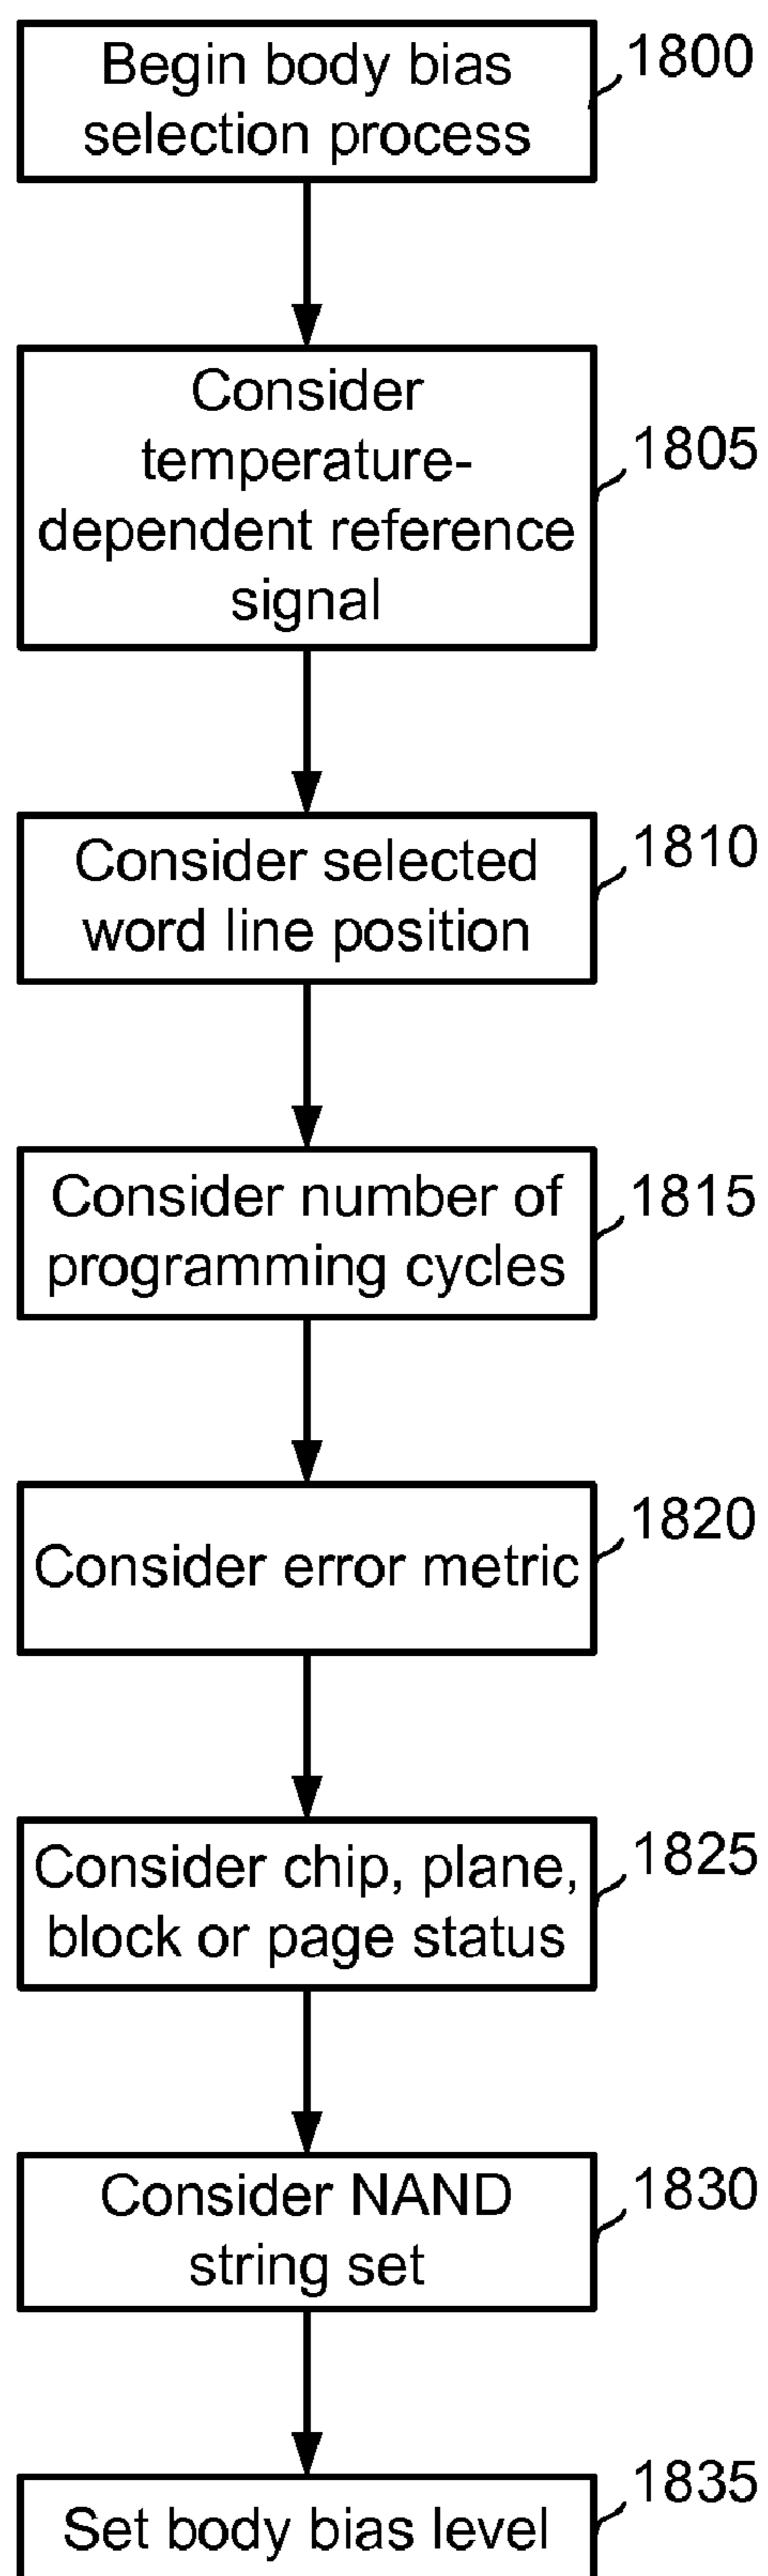 Begin body bias
selection process
1800
Consider
temperature-
dependent reference
signal
1805
Consider selected
word line position
1810
Consider number of
programming cycles
1815
Consider error metric
1820
Consider chip, plane,
block or page status
1825
Consider NAND
string set
1830
Set body bias level
1835